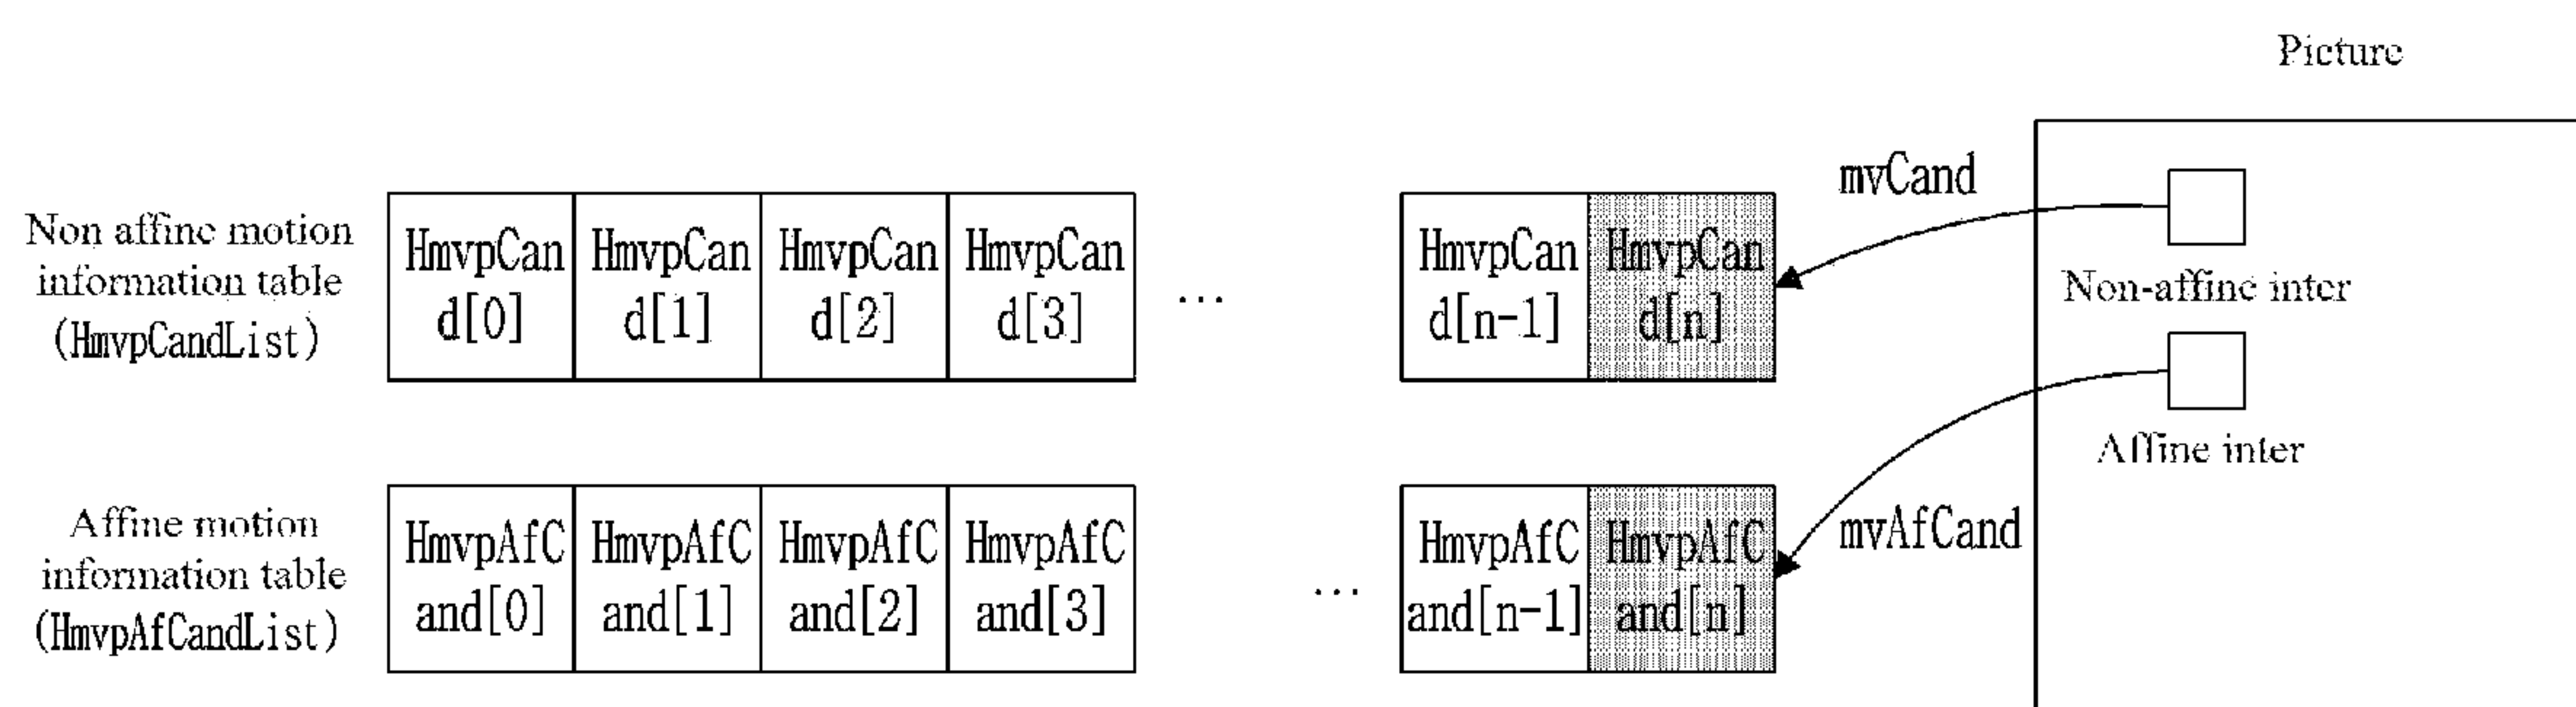 Picture
Non affine motion
information table
(HmvpCandList)
HmvpCan
d[0]
HmvpCan
d[1]
HmvpCan
d[2]
HmvpCan
d[3]
...
HmvpCan
d[n-1]
HmvpCan
d[n]
mvCand
Non-affine inter
Affine inter
Affine motion
information table
(HmvpAfCandList)
HmvpAfC
and[0]
HmvpAfC
and[1]
HmvpAfC
and[2]
HmvpAfC
and[3]
...
HmvpAfC
and[n-1]
HmvpAfC
and[n]
mvAfCand